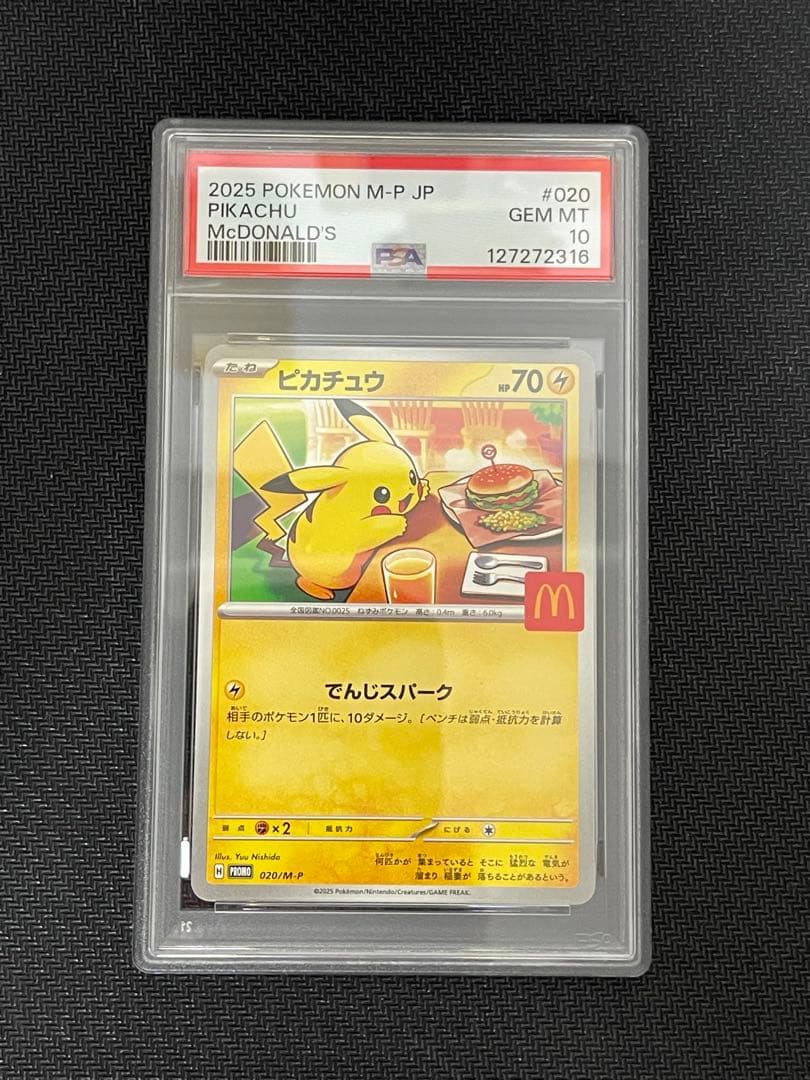 2025 POKEMON M-P JP #020
PIKACHU GEM MT
McDONALD'S 10
PSA 127272316
たね ピカチュウ HP70
全国図鑑NO.0025 ねずみポケモン 高さ:0.4m 重さ:6.0kg
でんじスパーク
相手のポケモン1匹に、10ダメージ。[ベンチは弱点・抵抗力を計算
しない。]
弱点 ×2 抵抗力 にげる
Illus. Yuu Nishida
何匹かが 集まっていると そこに 猛烈な 電気が
溜まり 稲妻が 落ちることがあるという。
H PROMO 020/M-P
©2025 Pokémon/Nintendo/Creatures/GAME FREAK.